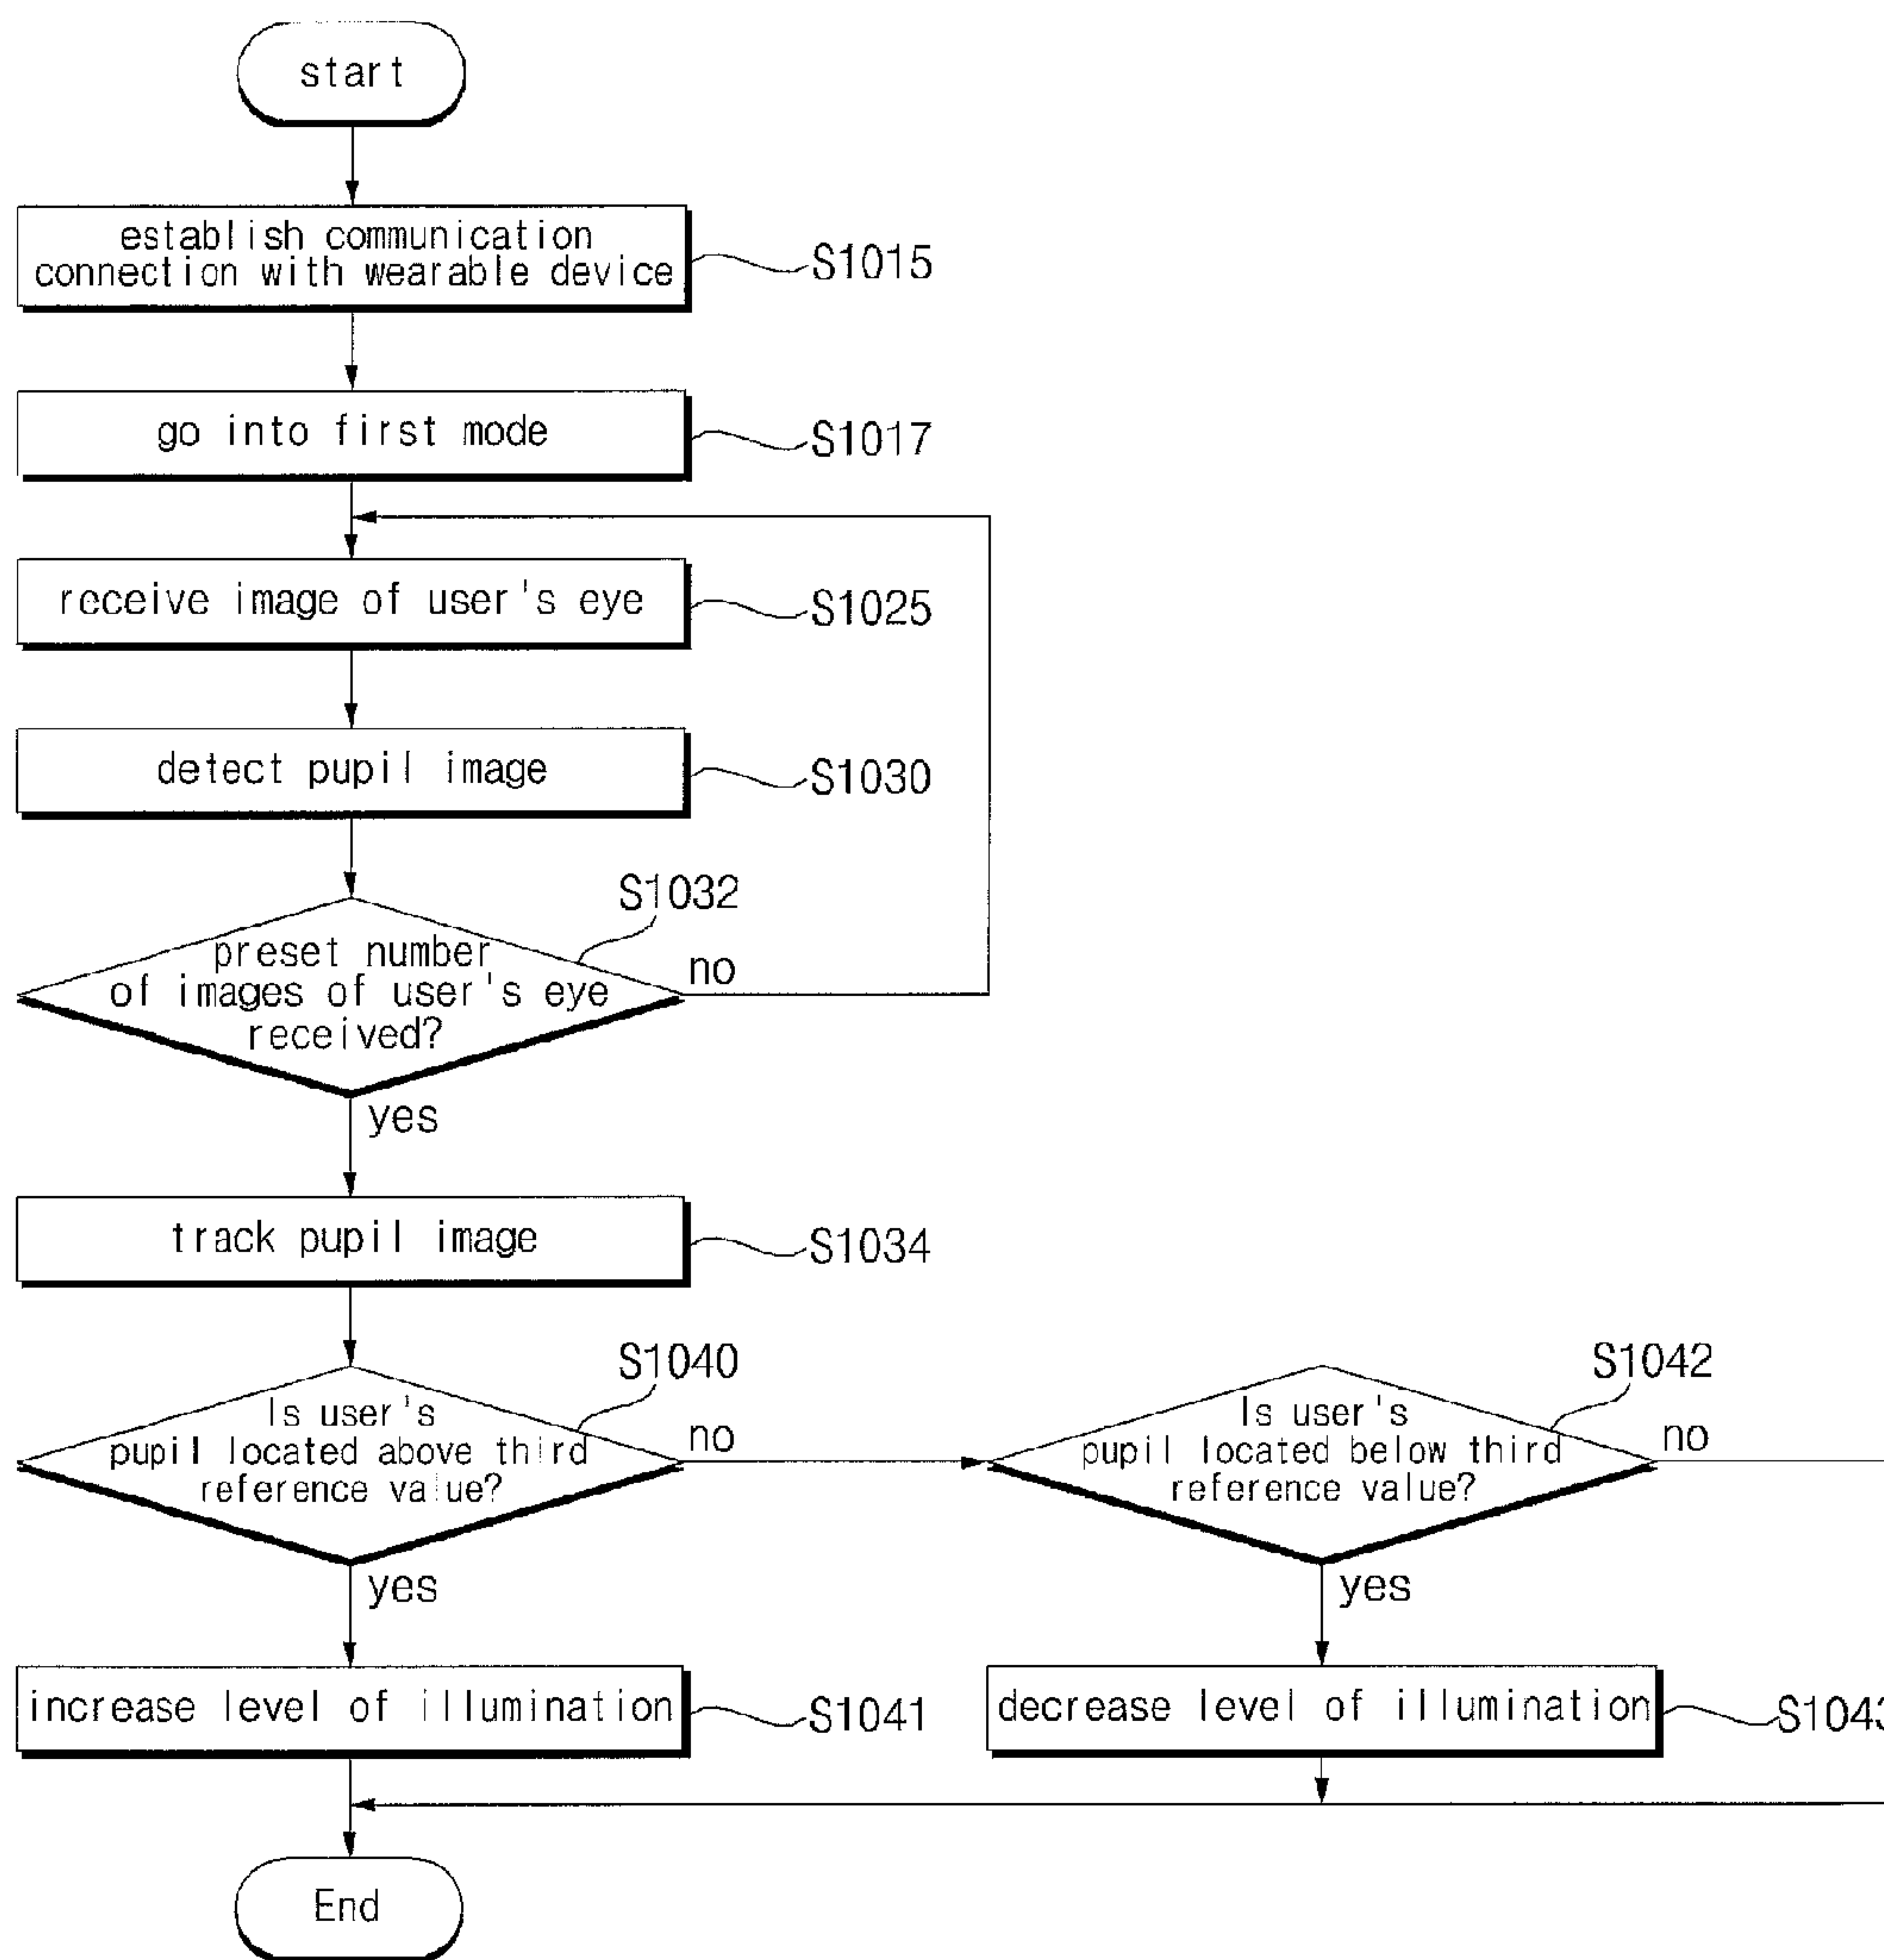 start
establish communication
connection with wearable device
S1015
go into first mode
S1017
receive image of user's eye
S1025
detect pupil image
S1030
S1032
preset number
of images of user's eye
received?
no
yes
track pupil image
S1034
S1040
Is user's
pupil located above third
reference value?
no
yes
S1042
Is user's
pupil located below third
reference value?
no
yes
increase level of illumination
S1041
decrease level of illumination
S1043
End